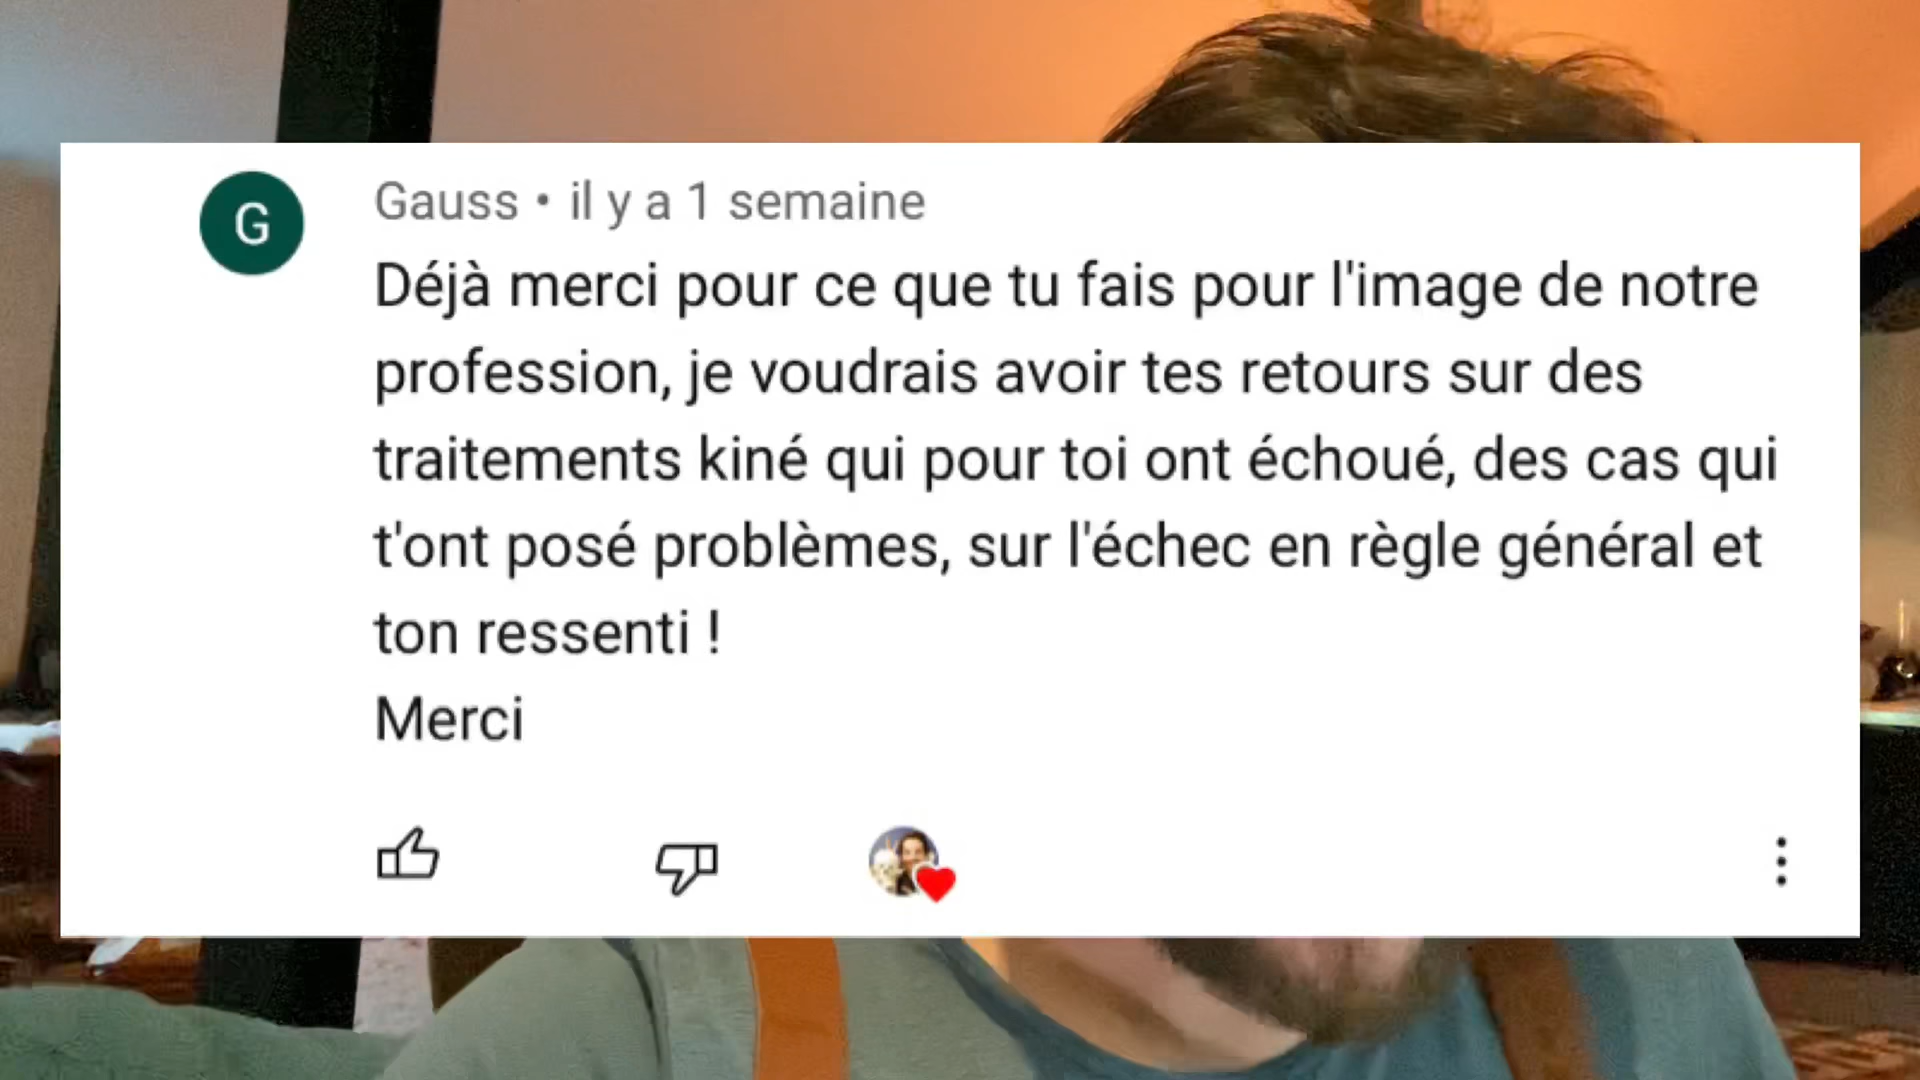 G
Gauss • il y a 1 semaine
Déjà merci pour ce que tu fais pour l'image de notre
profession, je voudrais avoir tes retours sur des
traitements kiné qui pour toi ont échoué, des cas qui
t'ont posé problèmes, sur l'échec en règle général et
ton ressenti !
Merci